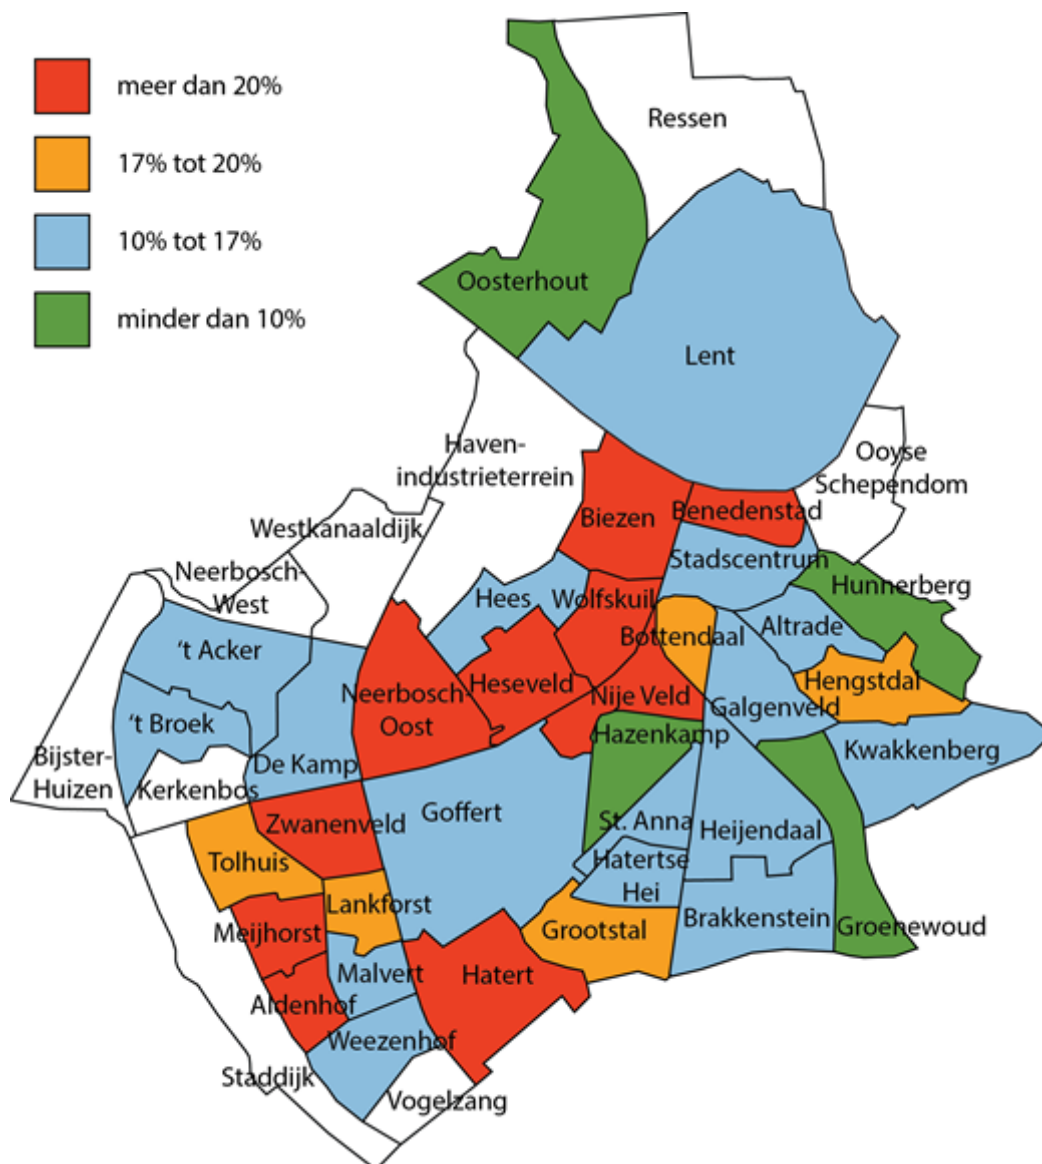 meer dan 20%
17% tot 20%
10% tot 17%
minder dan 10%
Ressen
Oosterhout
Lent
Haven-
industrieterrein
Ooyse
Schependom
Westkanaaldijk
Biezen
Benedenstad
Stadscentrum
Neerbosch-
West
Hees
Wolfskuil
Hunnerberg
Bottendaal
Altrade
't Acker
Neerbosch-
Oost
Heseveld
Nije Veld
Hengstdal
Galgenveld
't Broek
Hazenkamp
Kwakkenberg
Bijster-
Huizen
Kerkenbos
De Kamp
Goffert
Zwanenveld
St. Anna
Heijendaal
Tolhuis
Hatertse
Hei
Lankforst
Meijhorst
Grootstal
Brakkenstein
Groenewoud
Malvert
Hatert
Aldenhof
Weezenhof
Staddijk
Vogelzang